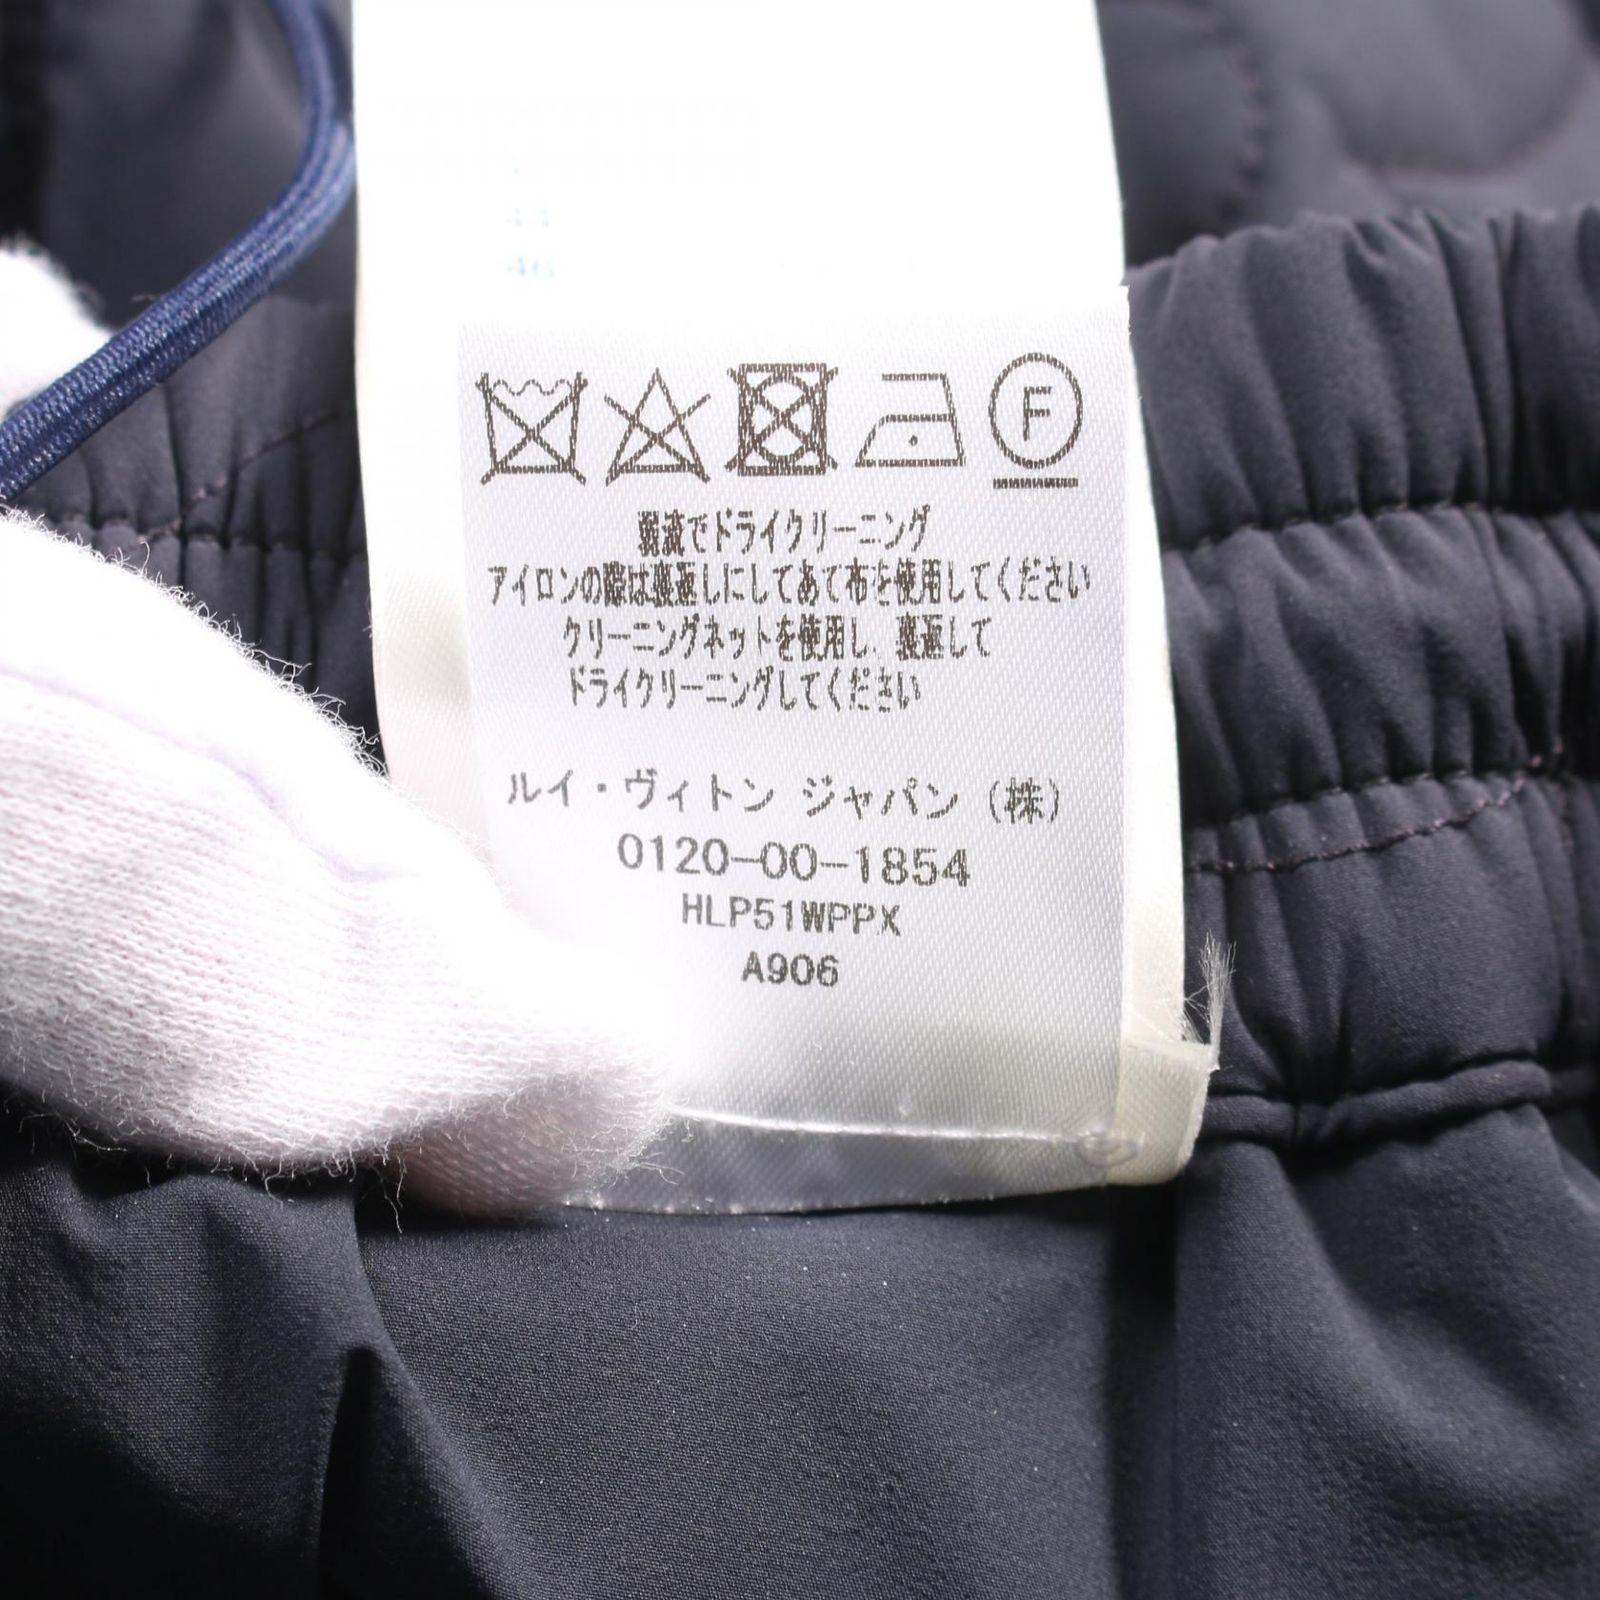 46
F
弱流でドライクリーニング
アイロンの際は裏返しにしてあて布を使用してください
クリーニングネットを使用し、裏返して
ドライクリーニングしてください
ルイ・ヴィトン ジャパン (株)
0120-00-1854
HLP51WPPX
A906